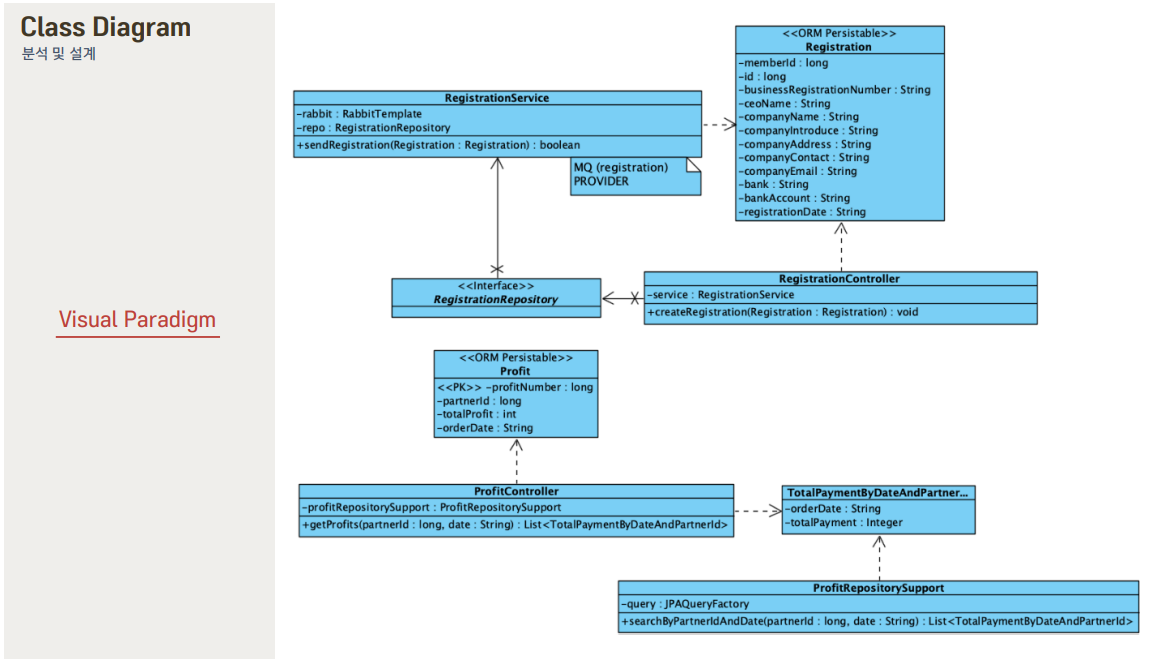 Class Diagram
분석 및 설계
Visual Paradigm
<<ORM Persistable>>
Registration
-memberId : long
-id : long
-businessRegistrationNumber : String
-ceoName : String
-companyName : String
-companyIntroduce : String
-companyAddress : String
-companyContact : String
-companyEmail : String
-bank : String
-bankAccount : String
-registrationDate : String
RegistrationService
-rabbit : RabbitTemplate
-repo : RegistrationRepository
+sendRegistration(Registration : Registration) : boolean
MQ (registration)
PROVIDER
<<Interface>>
RegistrationRepository
RegistrationController
-service : RegistrationService
+createRegistration(Registration : Registration) : void
<<ORM Persistable>>
Profit
<<PK>> -profitNumber : long
-partnerId : long
-totalProfit : int
-orderDate : String
ProfitController
-profitRepositorySupport : ProfitRepositorySupport
+getProfits(partnerId : long, date : String) : List<TotalPaymentByDateAndPartnerId>
TotalPaymentByDateAndPartner...
-orderDate : String
-totalPayment : Integer
ProfitRepositorySupport
-query : JPAQueryFactory
+searchByPartnerIdAndDate(partnerId : long, date : String) : List<TotalPaymentByDateAndPartnerId>